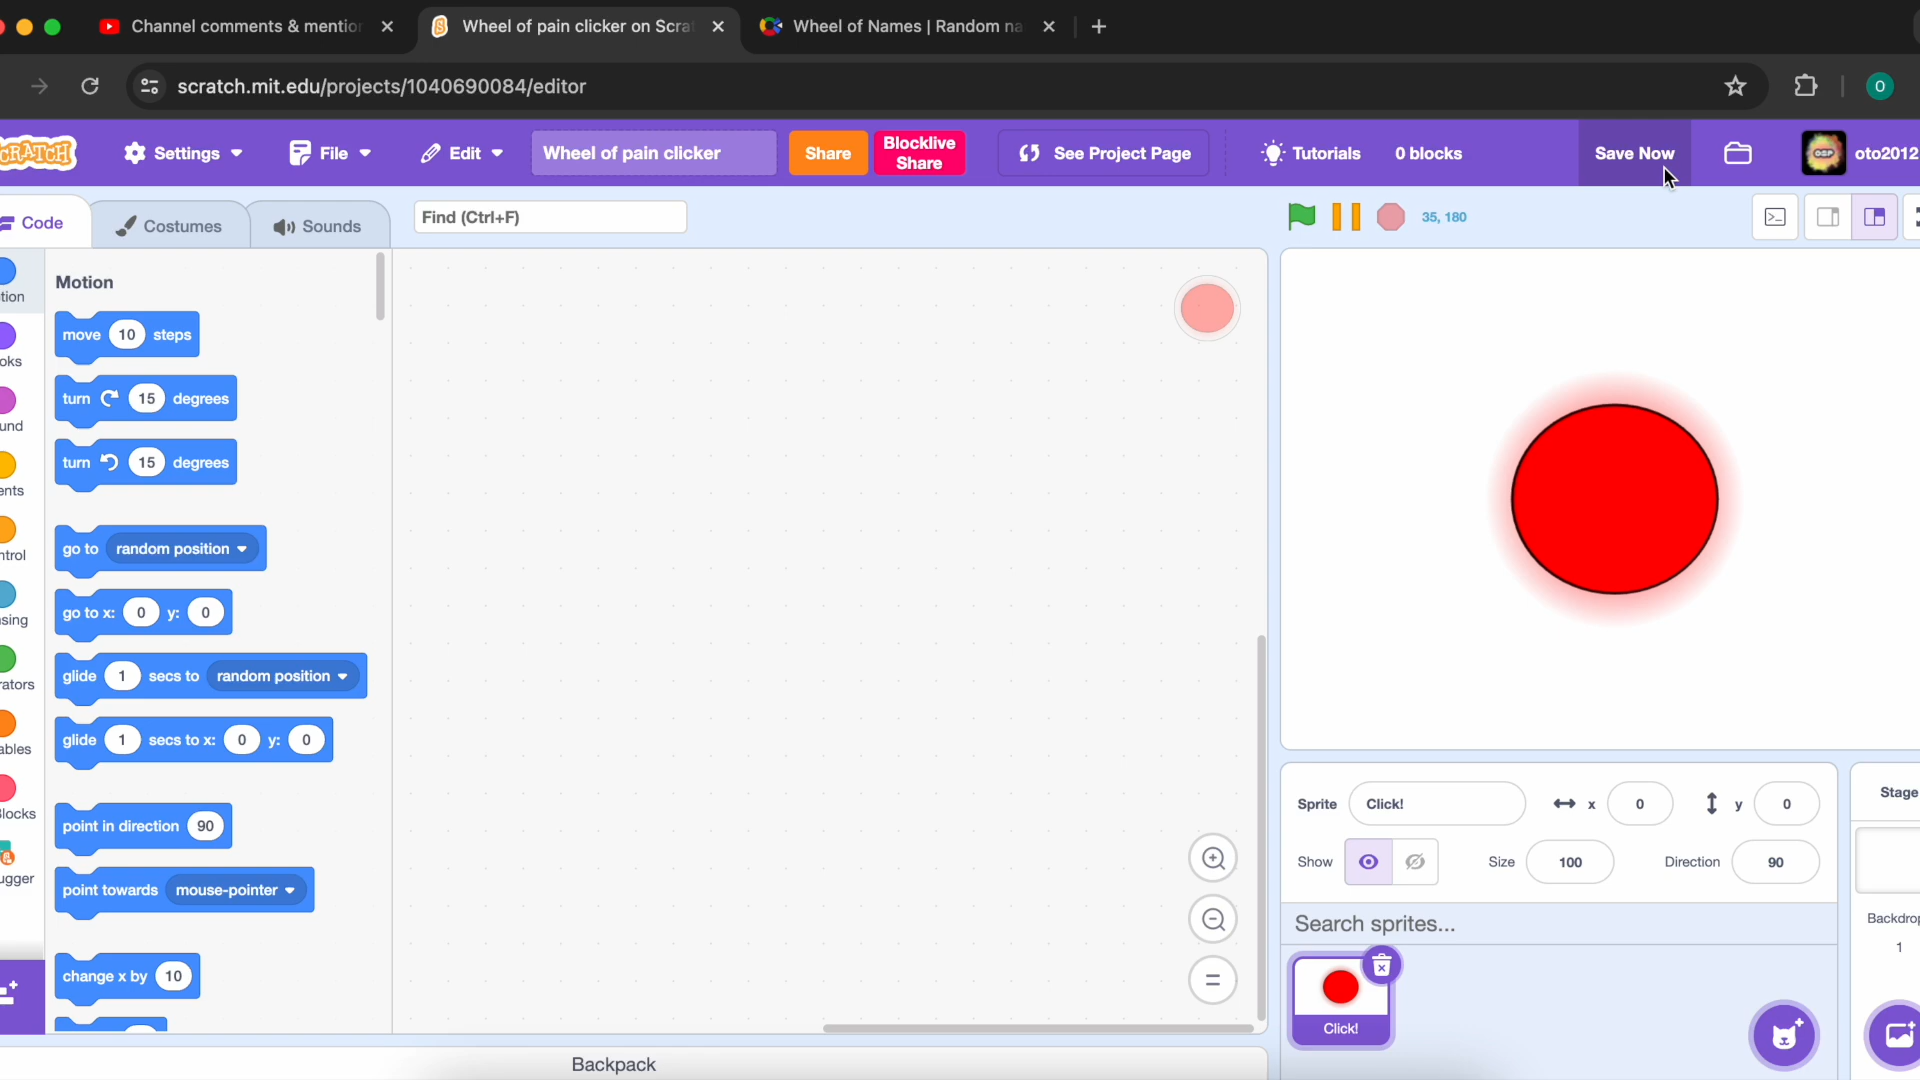 Channel comments & mention
Wheel of pain clicker on Scra
Wheel of Names | Random na
scratch.mit.edu/projects/1040690084/editor
O
SCRATCH
Settings
File
Edit
Wheel of pain clicker
Share
Blocklive
Share
See Project Page
Tutorials
0 blocks
Save Now
oto2012
Code
Costumes
Sounds
Find (Ctrl+F)
35, 180
tion
oks
und
ents
ntrol
sing
rators
ables
Blocks
ugger
Motion
move 10 steps
turn 15 degrees
turn 15 degrees
go to random position
go to x: 0 y: 0
glide 1 secs to random position
glide 1 secs to x: 0 y: 0
point in direction 90
point towards mouse-pointer
change x by 10
Sprite Click! x 0 y 0
Show Size 100 Direction 90
Search sprites...
Click!
Stage
Backdrop
1
Backpack